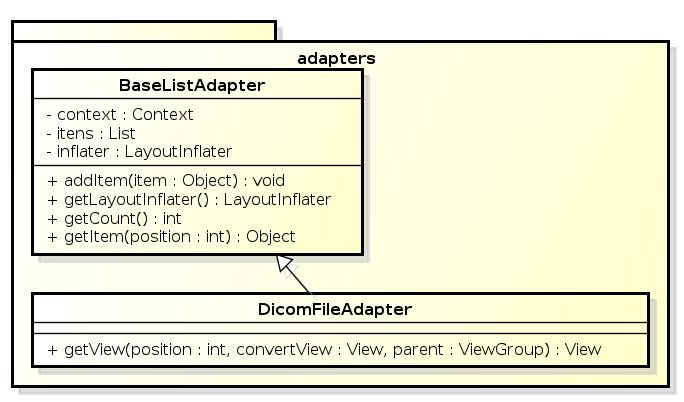 adapters
BaseListAdapter
- context : Context
- itens : List
- inflater : LayoutInflater
+ addItem(item : Object) : void
+ getLayoutInflater() : LayoutInflater
+ getCount() : int
+ getItem(position : int) : Object
DicomFileAdapter
+ getView(position : int, convertView : View, parent : ViewGroup) : View